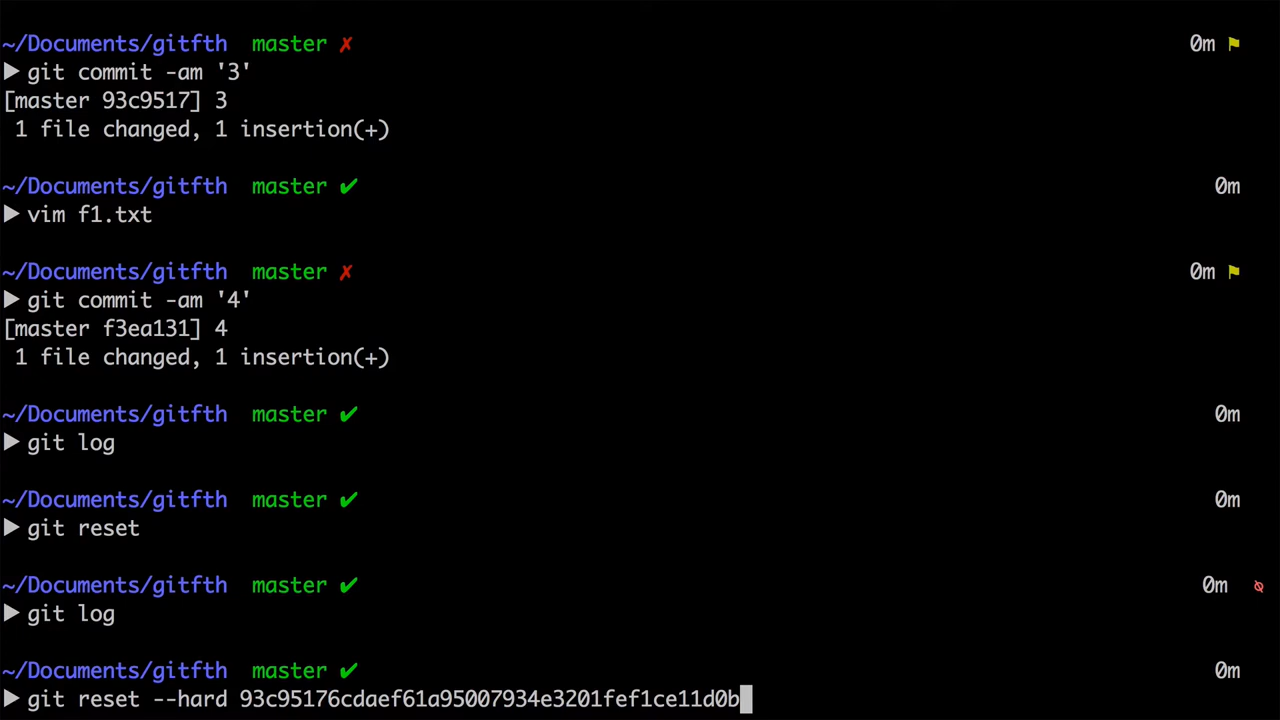 ~/Documents/gitfth master ✗ 0m ⚑
▶ git commit -am '3'
[master 93c9517] 3
1 file changed, 1 insertion(+)
~/Documents/gitfth master ✔ 0m
▶ vim f1.txt
~/Documents/gitfth master ✗ 0m ⚑
▶ git commit -am '4'
[master f3ea131] 4
1 file changed, 1 insertion(+)
~/Documents/gitfth master ✔ 0m
▶ git log
~/Documents/gitfth master ✔ 0m
▶ git reset
~/Documents/gitfth master ✔ 0m ⍉
▶ git log
~/Documents/gitfth master ✔ 0m
▶ git reset --hard 93c95176cdaef61a95007934e3201fef1ce11d0b